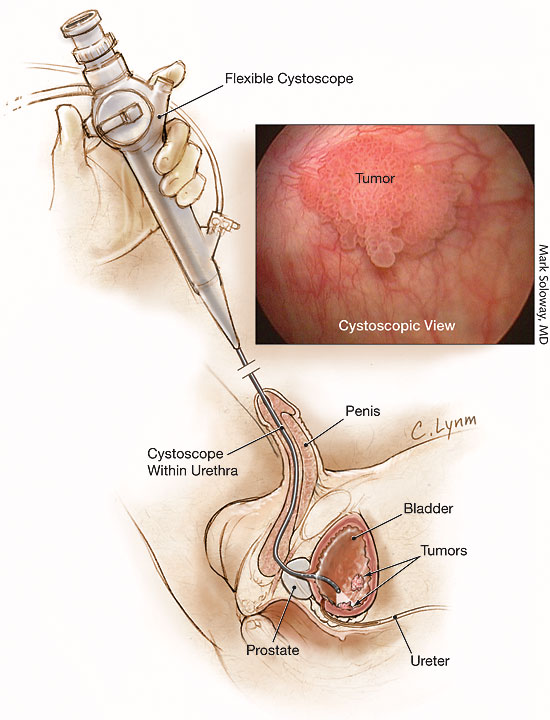 Flexible Cystoscope
Tumor
Cystoscopic View
Mark Soloway, MD
Penis
C. Lynm
Cystoscope
Within Urethra
Bladder
Tumors
Prostate
Ureter